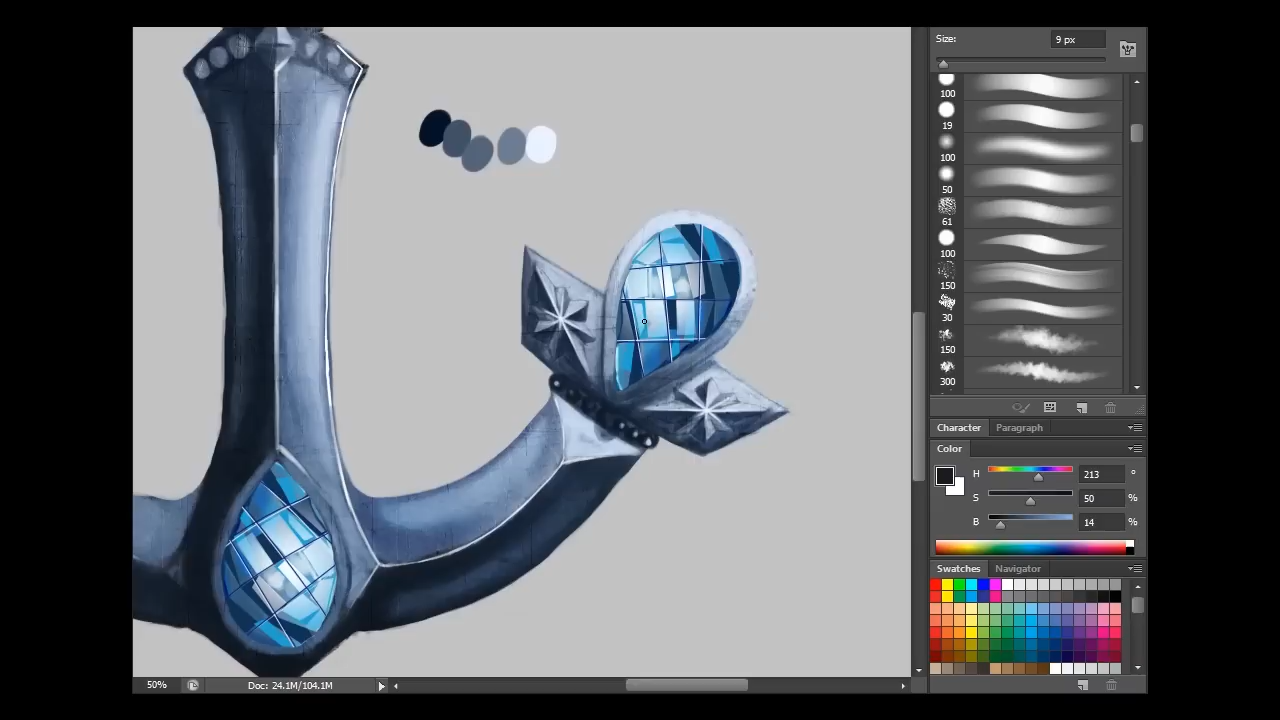 Size: 9 px
100
19
100
50
61
100
150
30
150
300
Character Paragraph
Color
H 213 °
S 50 %
B 14 %
Swatches Navigator
50% Doc: 24.1M/104.1M